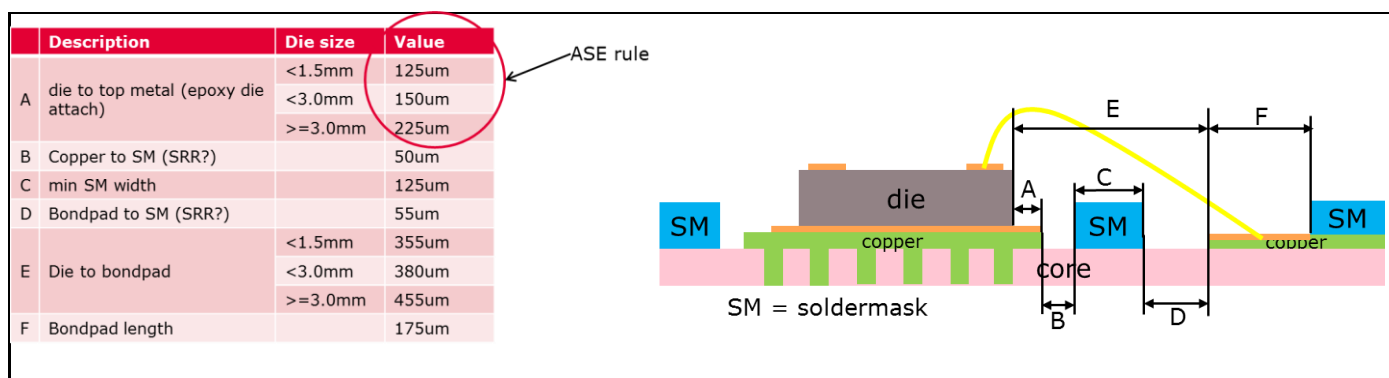 Description Die size Value
A die to top metal (epoxy die attach) <1.5mm 125um
<3.0mm 150um
>=3.0mm 225um
B Copper to SM (SRR?) 50um
C min SM width 125um
D Bondpad to SM (SRR?) 55um
E Die to bondpad <1.5mm 355um
<3.0mm 380um
>=3.0mm 455um
F Bondpad length 175um
ASE rule
E F
A C
die
SM SM SM
copper copper
core
SM = soldermask
B D